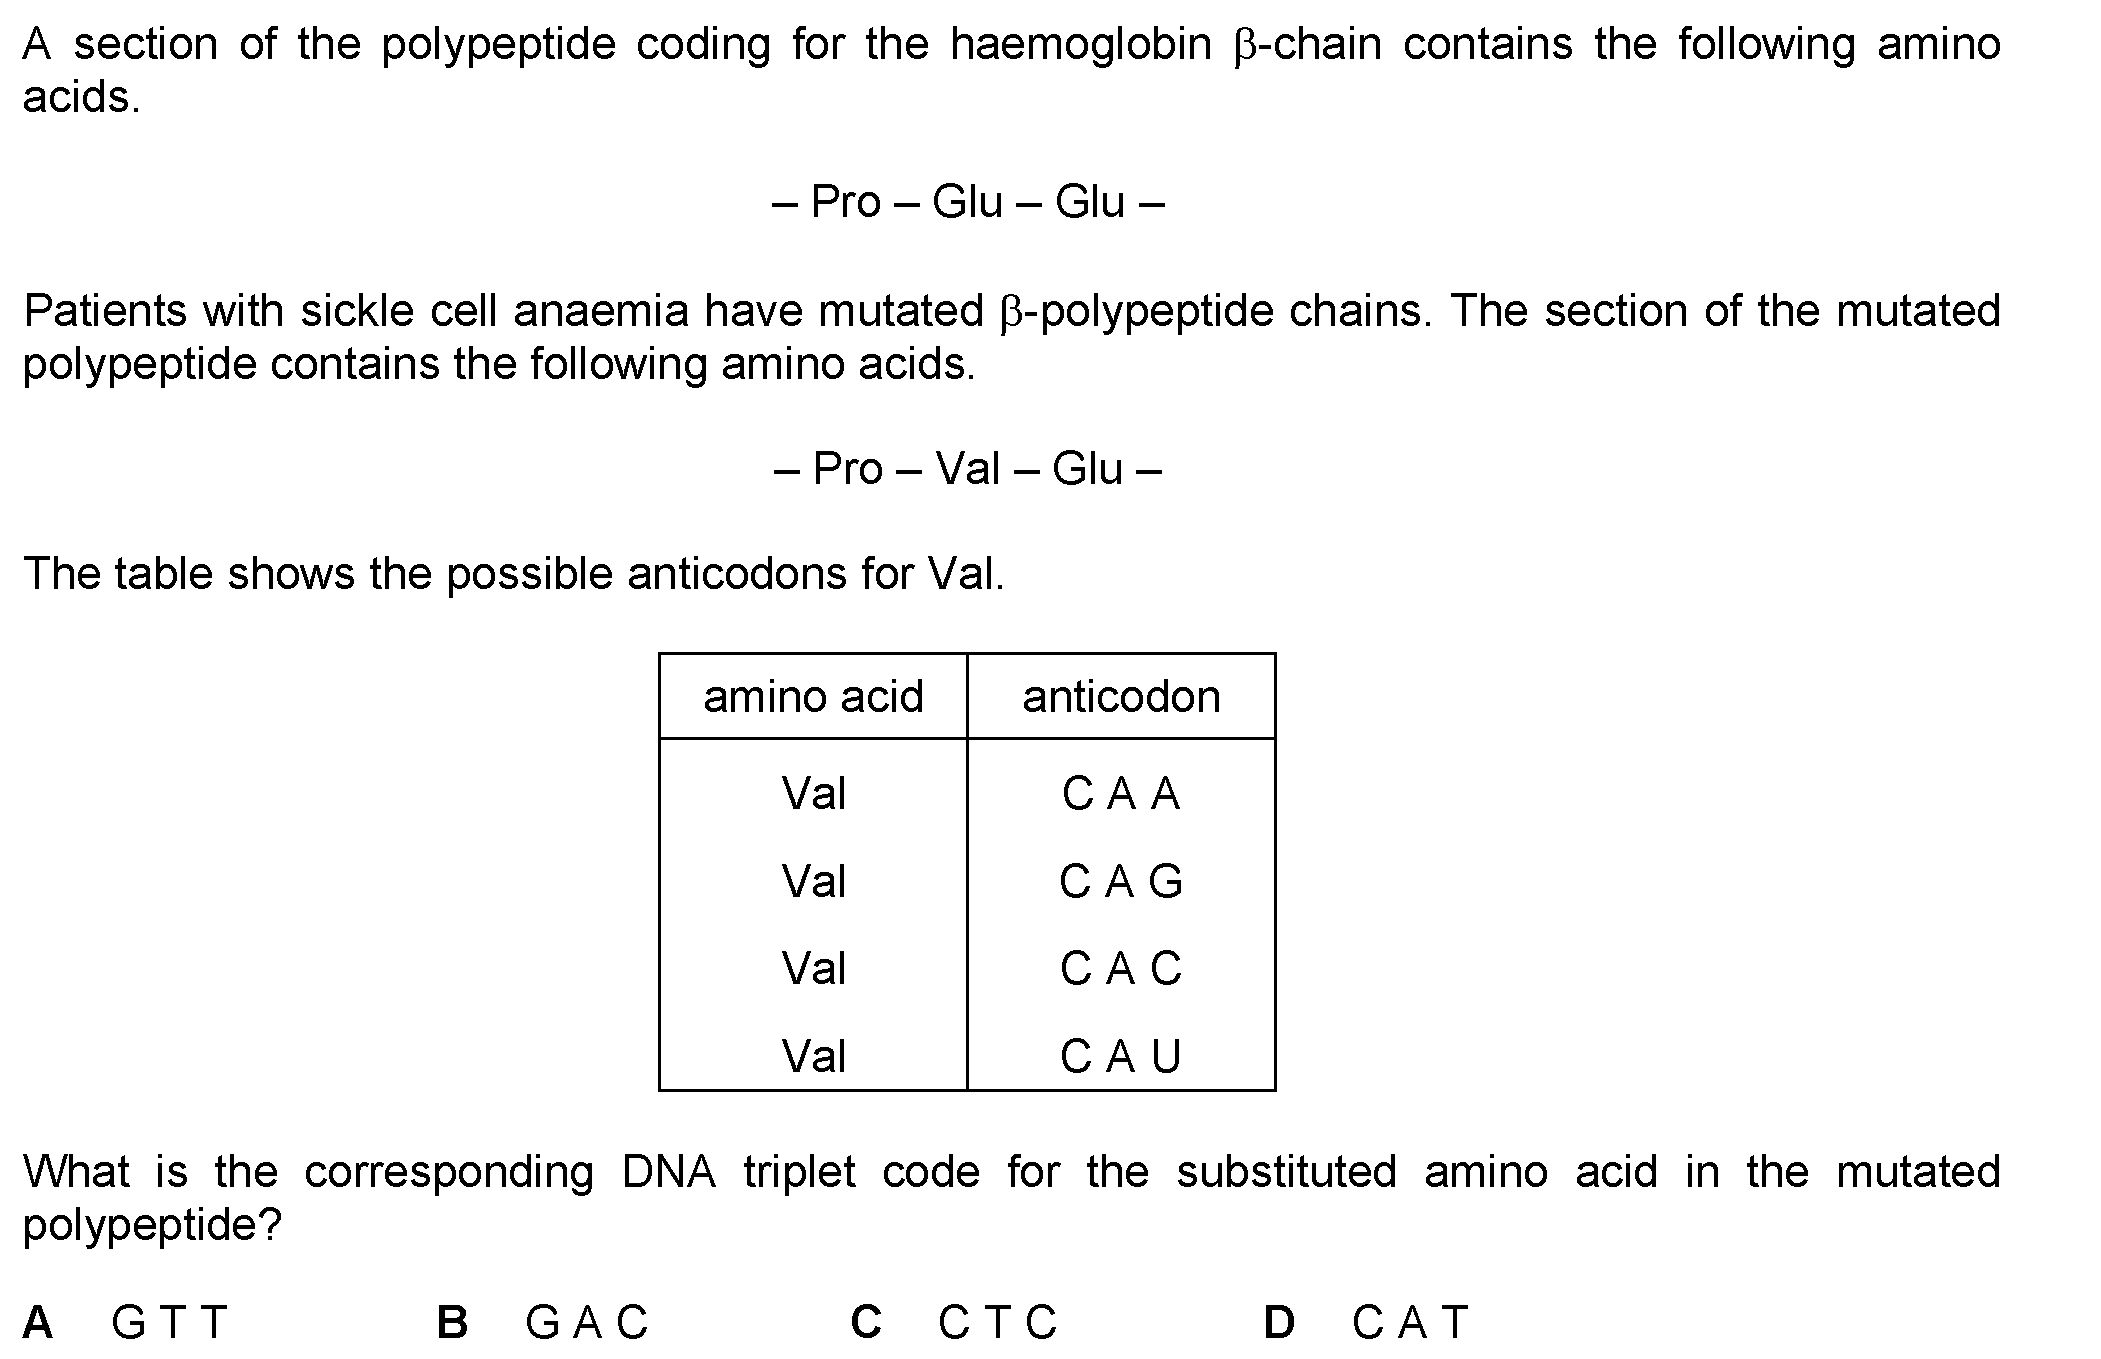 A section of the polypeptide coding for the haemoglobin β-chain contains the following amino
acids.
– Pro – Glu – Glu –
Patients with sickle cell anaemia have mutated β-polypeptide chains. The section of the mutated
polypeptide contains the following amino acids.
– Pro – Val – Glu –
The table shows the possible anticodons for Val.
amino acid anticodon
Val C A A
Val C A G
Val C A C
Val C A U
What is the corresponding DNA triplet code for the substituted amino acid in the mutated
polypeptide?
A G T T B G A C C C T C D C A T